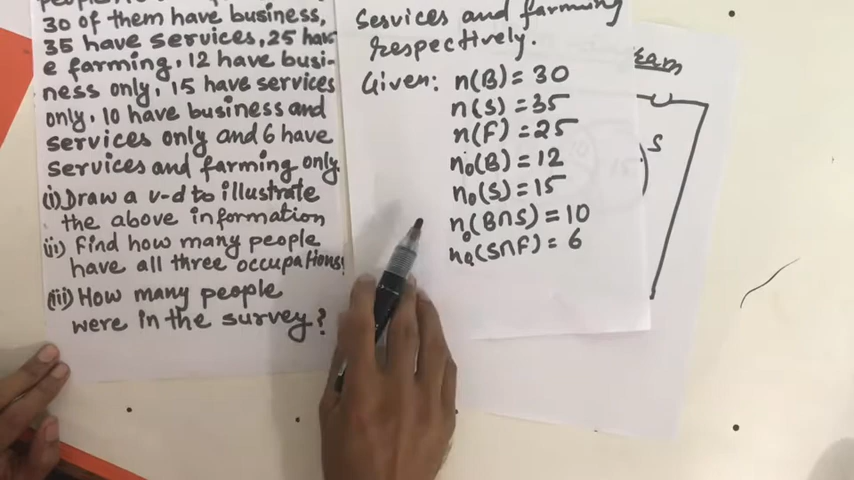 30 of them have business,
35 have services, 25 hav
e farming, 12 have busi-
ness only, 15 have services
only, 10 have business and
services only and 6 have
services and farming only.
(i) Draw a v-d to illustrate
the above information
(ii) Find how many people
have all three occupations?
(iii) How many people
were in the survey?
Services and farming
respectively.
Given: n(B) = 30
n(S) = 35
n(F) = 25
n₀(B) = 12
n₀(S) = 15
n₀(B∩S) = 10
n₀(S∩F) = 6
U
S